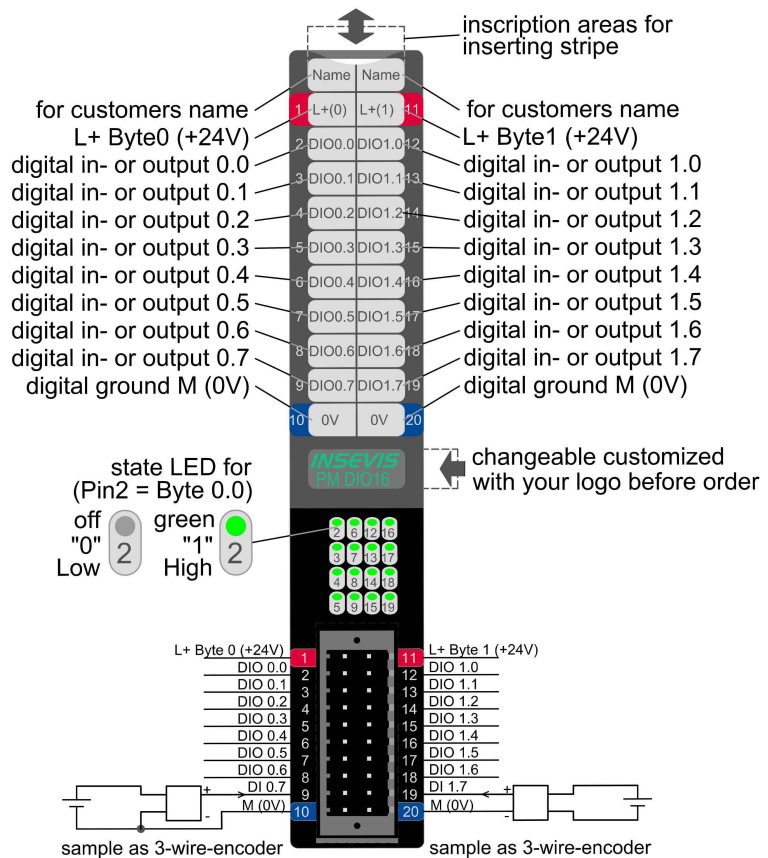 inscription areas for
inserting stripe
Name Name
for customers name
for customers name
1 L+(0) L+(1) 11
L+ Byte0 (+24V)
L+ Byte1 (+24V)
2 DIO0.0 DIO1.0 12
digital in- or output 0.0
digital in- or output 1.0
3 DIO0.1 DIO1.1 13
digital in- or output 0.1
digital in- or output 1.1
4 DIO0.2 DIO1.2 14
digital in- or output 0.2
digital in- or output 1.2
5 DIO0.3 DIO1.3 15
digital in- or output 0.3
digital in- or output 1.3
6 DIO0.4 DIO1.4 16
digital in- or output 0.4
digital in- or output 1.4
7 DIO0.5 DIO1.5 17
digital in- or output 0.5
digital in- or output 1.5
8 DIO0.6 DIO1.6 18
digital in- or output 0.6
digital in- or output 1.6
9 DIO0.7 DIO1.7 19
digital in- or output 0.7
digital in- or output 1.7
digital ground M (0V)
digital ground M (0V)
10 0V 0V 20
INSEVIS
PM DIO16
changeable customized
with your logo before order
state LED for
(Pin2 = Byte 0.0)
off
"0"
Low
2
green
"1"
High
2
2 6 12 16
3 7 13 17
4 8 14 18
5 9 15 19
L+ Byte 0 (+24V) 1 11 L+ Byte 1 (+24V)
DIO 0.0 2 12 DIO 1.0
DIO 0.1 3 13 DIO 1.1
DIO 0.2 4 14 DIO 1.2
DIO 0.3 5 15 DIO 1.3
DIO 0.4 6 16 DIO 1.4
DIO 0.5 7 17 DIO 1.5
DIO 0.6 8 18 DIO 1.6
+ DI 0.7 9 19 DI 1.7 +
- M (0V) 10 20 M (0V) -
sample as 3-wire-encoder
sample as 3-wire-encoder